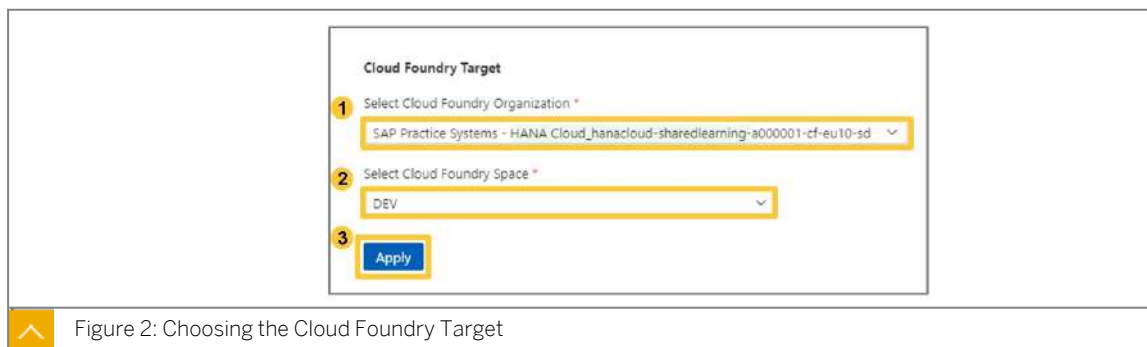 Cloud Foundry Target
1
Select Cloud Foundry Organization *
SAP Practice Systems - HANA Cloud_hanacloud-sharedlearning-a000001-cf-eu10-sd
2
Select Cloud Foundry Space *
DEV
3
Apply
Figure 2: Choosing the Cloud Foundry Target